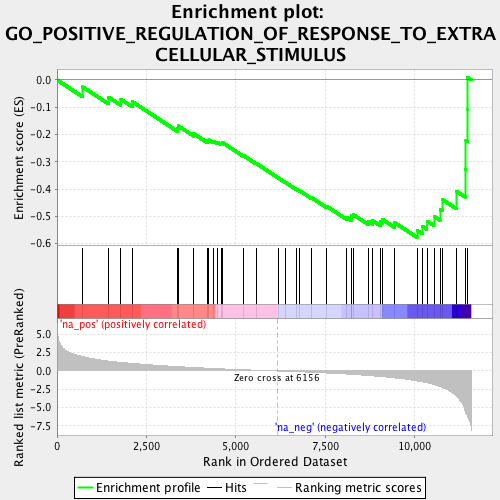 Enrichment plot:
GO_POSITIVE_REGULATION_OF_RESPONSE_TO_EXTRA
CELLULAR_STIMULUS
Enrichment score (ES)
0.0
-0.1
-0.2
-0.3
-0.4
-0.5
-0.6
'na_pos' (positively correlated)
Ranked list metric (PreRanked)
5.0
2.5
0.0
-2.5
-5.0
-7.5
Zero cross at 6156
'na_neg' (negatively correlated)
0
2,500
5,000
7,500
10,000
Rank in Ordered Dataset
Enrichment profile
Hits
Ranking metric scores